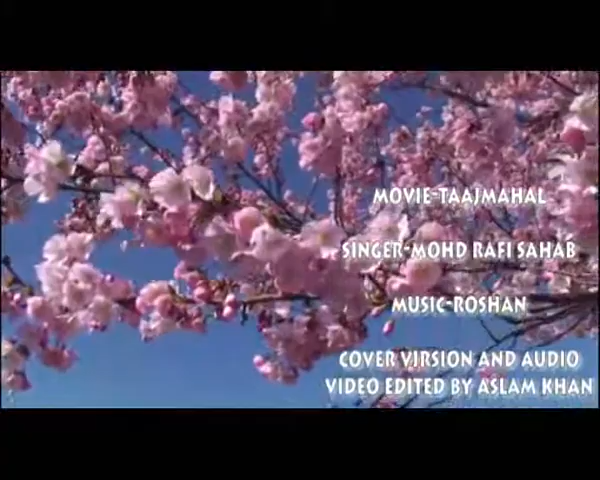 MOVIE-TAAJMAHAL
SINGER-MOHD RAFI SAHAB
MUSIC-ROSHAN
COVER VIRSION AND AUDIO
VIDEO EDITED BY ASLAM KHAN